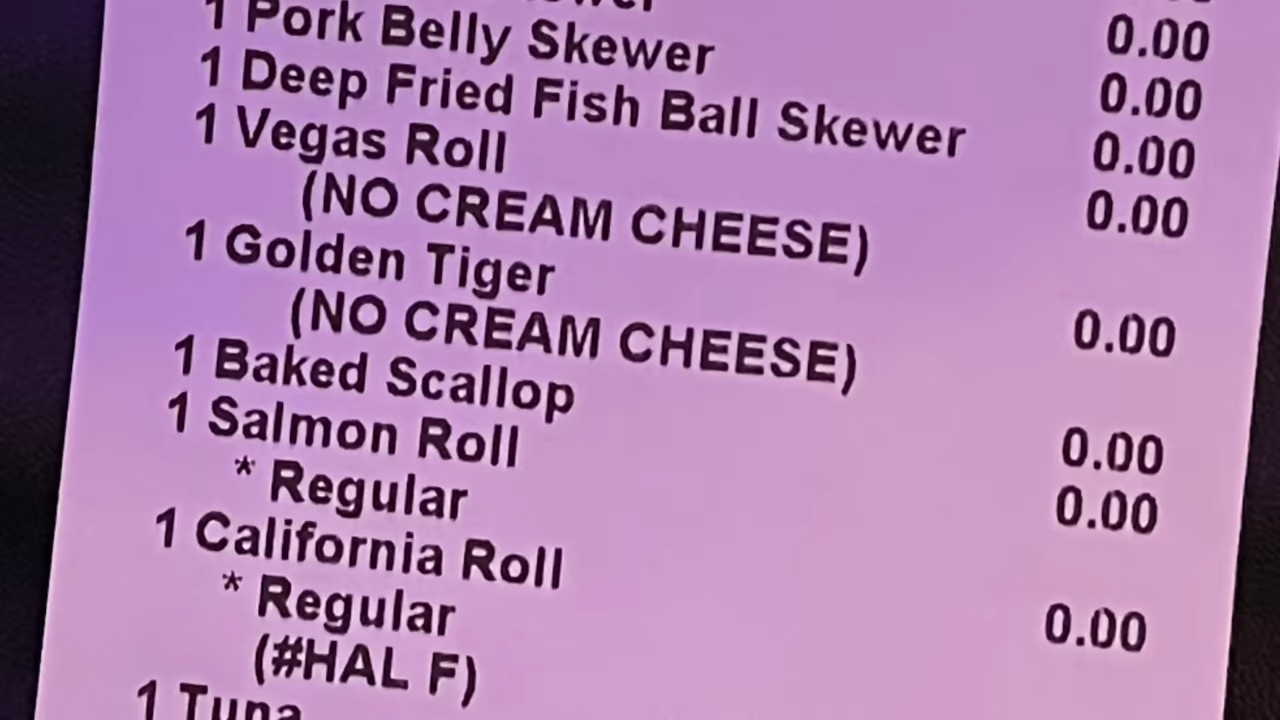 0.00
1 Pork Belly Skewer 0.00
1 Deep Fried Fish Ball Skewer 0.00
1 Vegas Roll 0.00
(NO CREAM CHEESE)
1 Golden Tiger 0.00
(NO CREAM CHEESE)
1 Baked Scallop 0.00
1 Salmon Roll 0.00
* Regular
1 California Roll 0.00
* Regular
(#HAL F)
1 Tuna